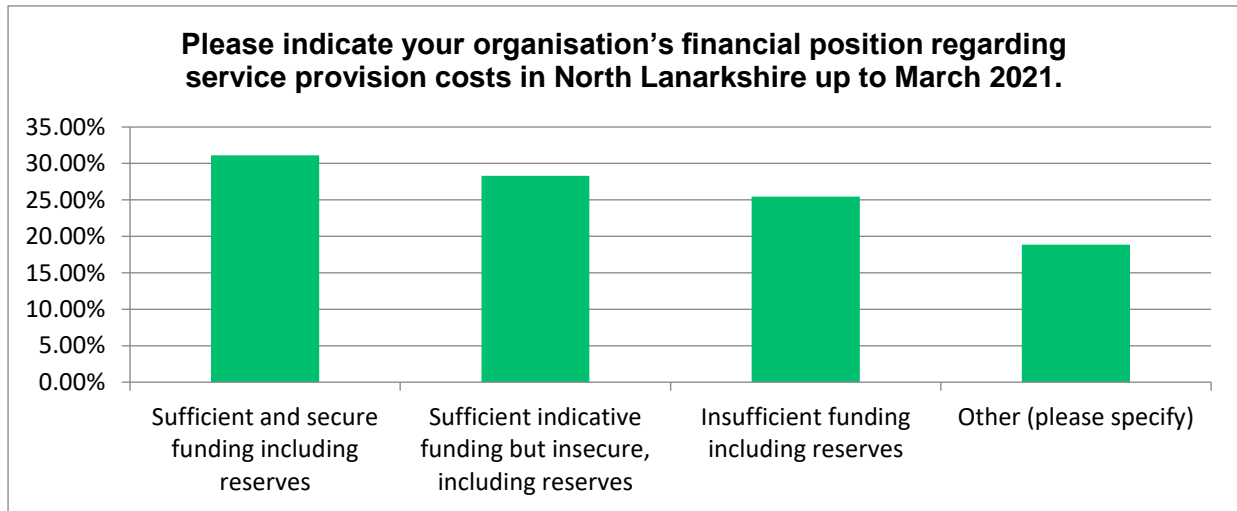 Please indicate your organisation’s financial position regarding
service provision costs in North Lanarkshire up to March 2021.
35.00%
30.00%
25.00%
20.00%
15.00%
10.00%
5.00%
0.00%
Sufficient and secure
funding including
reserves
Sufficient indicative
funding but insecure,
including reserves
Insufficient funding
including reserves
Other (please specify)